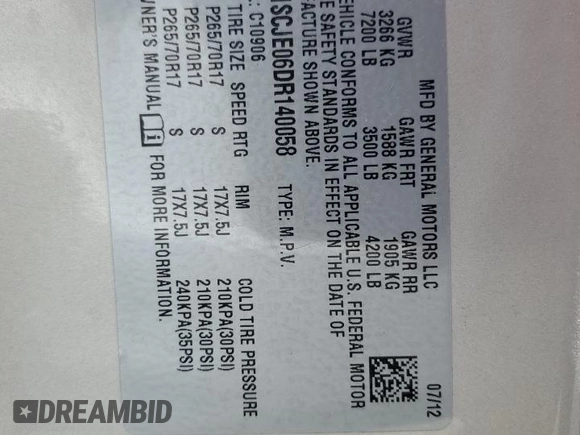 MFD BY GENERAL MOTORS LLC 07/12
GVWR GAWR FRT GAWR RR
3266 KG 1588 KG 1905 KG
7200 LB 3500 LB 4200 LB
VEHICLE CONFORMS TO ALL APPLICABLE U.S. FEDERAL MOTOR
E SAFETY STANDARDS IN EFFECT ON THE DATE OF
FACTURE SHOWN ABOVE.
SCJE06DR140058 TYPE: M.P.V.
: C10906
TIRE SIZE SPEED RTG RIM COLD TIRE PRESSURE
P265/70R17 S 17X7.5J 210KPA(30PSI)
P265/70R17 S 17X7.5J 210KPA(30PSI)
P265/70R17 S 17X7.5J 240KPA(35PSI)
WNER'S MANUAL i FOR MORE INFORMATION.
DREAMBID